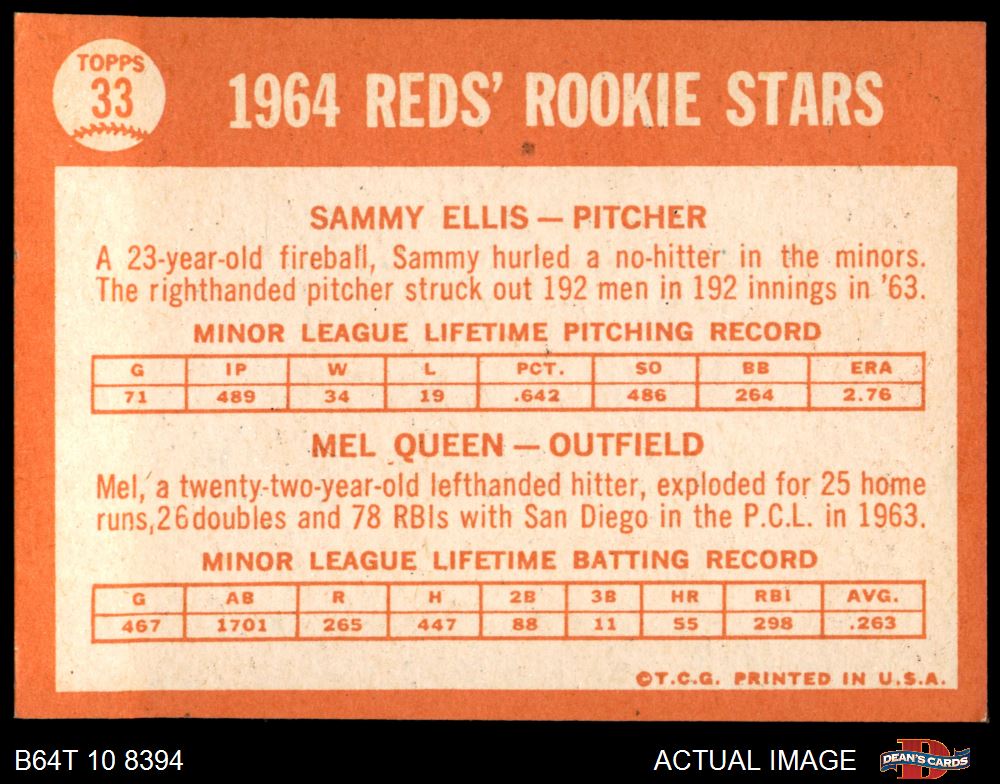 TOPPS
33
1964 REDS' ROOKIE STARS
SAMMY ELLIS — PITCHER
A 23-year-old fireball, Sammy hurled a no-hitter in the minors.
The righthanded pitcher struck out 192 men in 192 innings in '63.
MINOR LEAGUE LIFETIME PITCHING RECORD
G IP W L PCT. SO BB ERA
71 489 34 19 .642 486 264 2.76
MEL QUEEN — OUTFIELD
Mel, a twenty-two-year-old lefthanded hitter, exploded for 25 home
runs,26doubles and 78 RBIs with San Diego in the P.C.L. in 1963.
MINOR LEAGUE LIFETIME BATTING RECORD
G AB R H 2B 3B HR RBI AVG.
467 1701 265 447 88 11 55 298 .263
©T.C.G. PRINTED IN U.S.A.
B64T 10 8394
ACTUAL IMAGE
D
DEAN'S CARDS